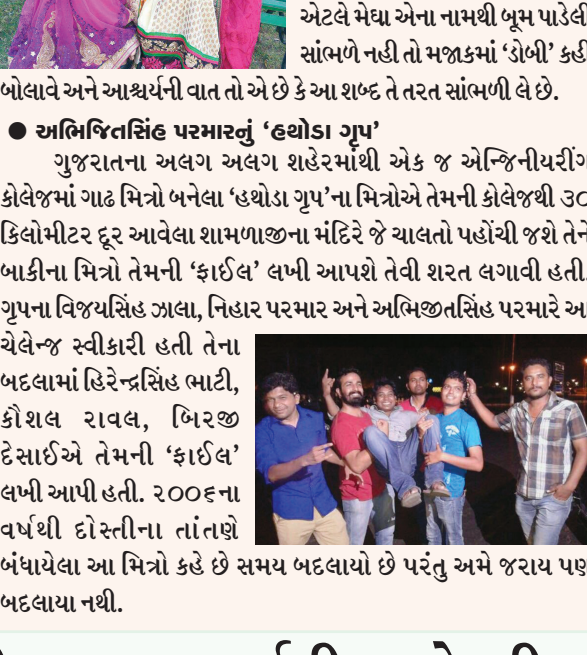 એટલે મેઘા એના નામથી બૂમ પાડેલી
સાંભળે નહી તો મજાકમાં ‘ડોબી’ કહી
બોલાવે અને આશ્ચર્યની વાત તો એ છે કે આ શબ્દ તે તરત સાંભળી લે છે.
● અભિજિતસિંહ પરમારનું ‘હથોડા ગૃપ’
ગુજરાતના અલગ અલગ શહેરમાંથી એક જ એન્જિનીયરીંગ
કોલેજમાં ગાઢ મિત્રો બનેલા ‘હથોડા ગૃપ’ના મિત્રોએ તેમની કોલેજથી ૩૦
કિલોમીટર દૂર આવેલા શામળાજીના મંદિરે જે ચાલતો પહોંચી જશે તેને
બાકીના મિત્રો તેમની ‘ફાઈલ’ લખી આપશે તેવી શરત લગાવી હતી.
ગૃપના વિજયસિંહ ઝાલા, નિહાર પરમાર અને અભિજીતસિંહ પરમારે આ
ચેલેન્જ સ્વીકારી હતી તેના
બદલામાં હિરેન્દ્રસિંહ ભાટી,
કૌશલ રાવલ, બિરજી
દેસાઈએ તેમની ‘ફાઈલ’
લખી આપી હતી. ૨૦૦૬ના
વર્ષથી દોસ્તીના તાંતણે
બંધાયેલા આ મિત્રો કહે છે સમય બદલાયો છે પરંતુ અમે જરાય પણ
બદલાયા નથી.